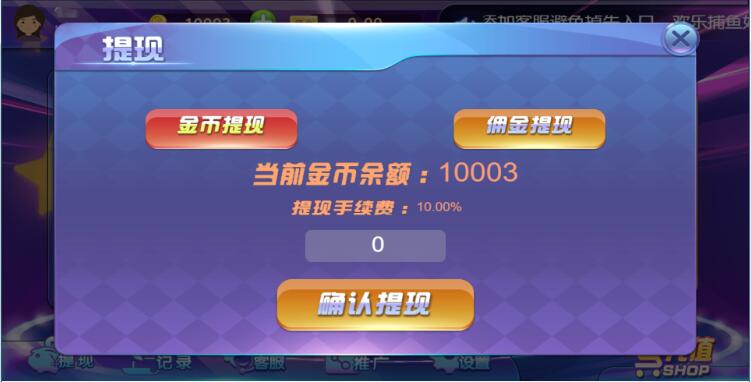 10003
0.00
添加客服避免掉失入口
欢乐捕鱼
提现
金币提现
佣金提现
当前金币余额：10003
提现手续费：10.00%
0
确认提现
提现
记录
客服
推广
设置
充值
SHOP